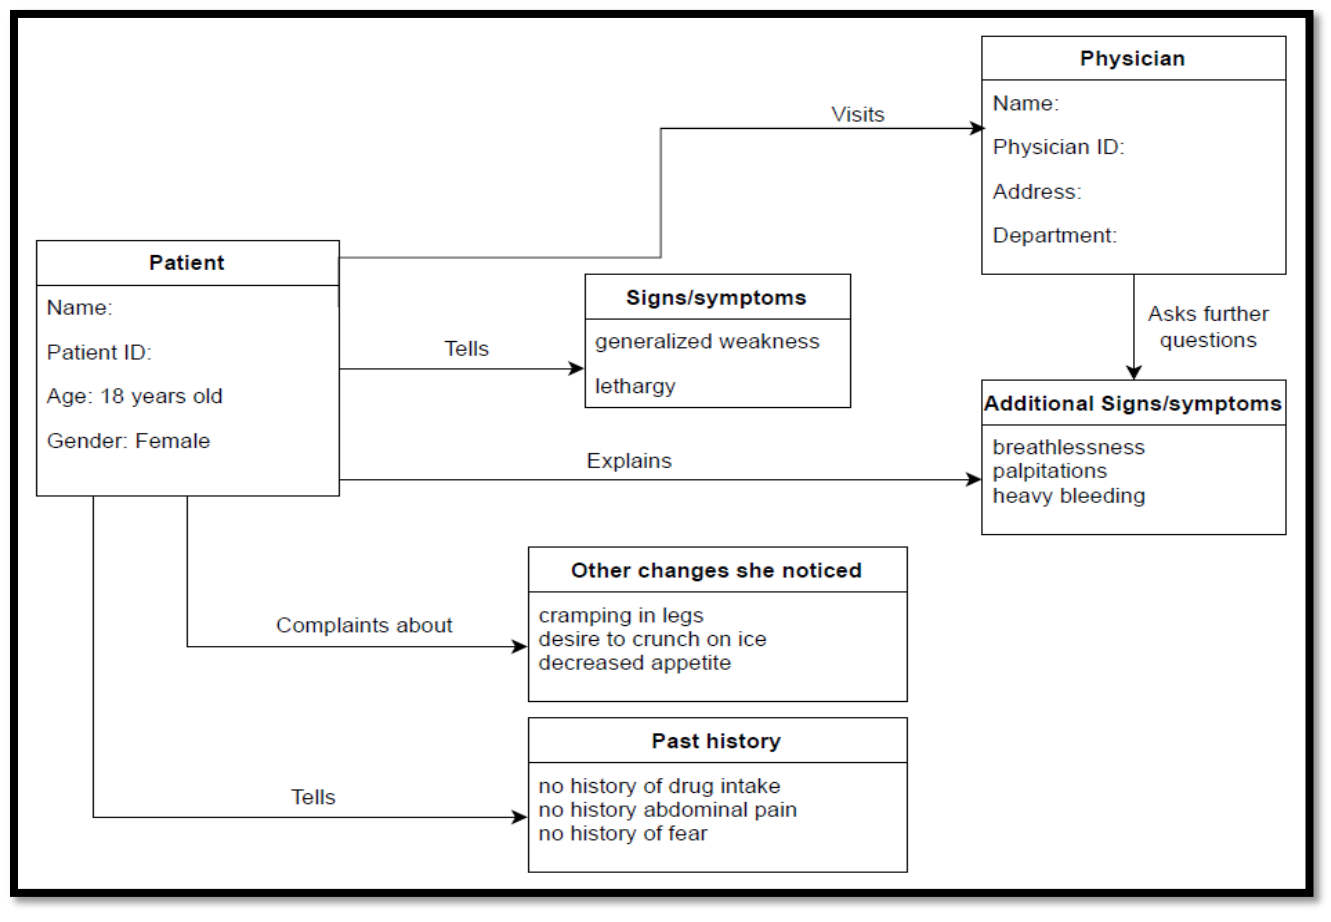 Physician
Name:
Physician ID:
Address:
Department:
Visits
Patient
Name:
Patient ID:
Age: 18 years old
Gender: Female
Tells
Signs/symptoms
generalized weakness
lethargy
Asks further
questions
Explains
Additional Signs/symptoms
breathlessness
palpitations
heavy bleeding
Complaints about
Other changes she noticed
cramping in legs
desire to crunch on ice
decreased appetite
Tells
Past history
no history of drug intake
no history abdominal pain
no history of fear